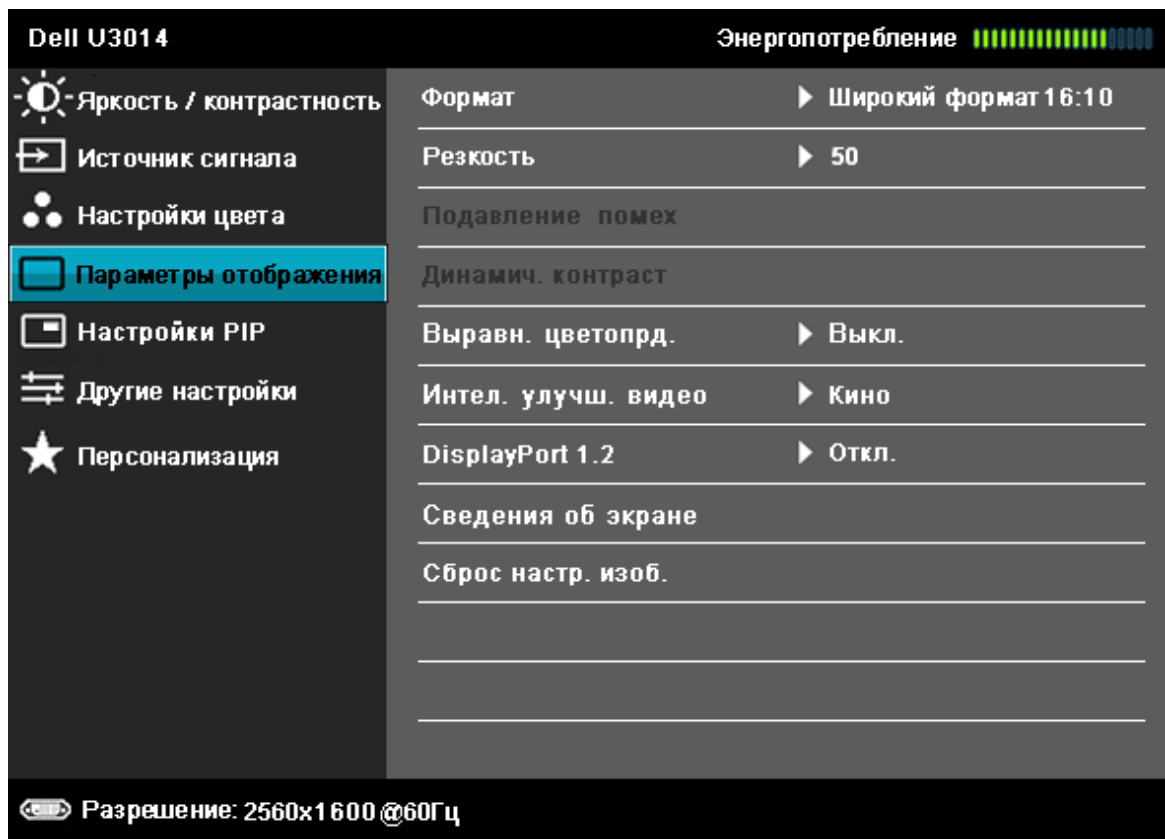 Dell U3014 Энергопотребление
Яркость / контрастность
Источник сигнала
Настройки цвета
Параметры отображения
Настройки PIP
Другие настройки
Персонализация
Формат Широкий формат 16:10
Резкость 50
Подавление помех
Динамич. контраст
Выравн. цветопрд. Выкл.
Интел. улучш. видео Кино
DisplayPort 1.2 Откл.
Сведения об экране
Сброс настр. изоб.
Разрешение: 2560x1600 @60Гц